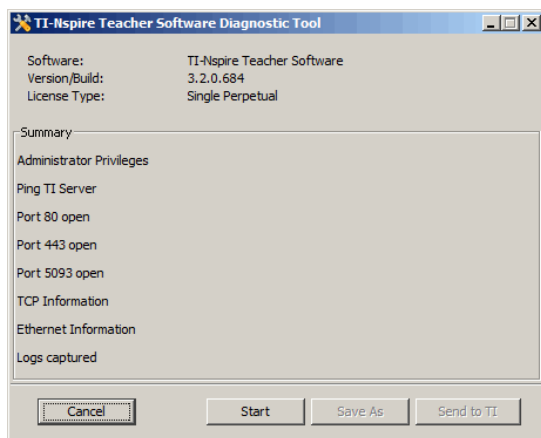 TI-Nspire Teacher Software Diagnostic Tool
Software: TI-Nspire Teacher Software
Version/Build: 3.2.0.684
License Type: Single Perpetual
Summary
Administrator Privileges
Ping TI Server
Port 80 open
Port 443 open
Port 5093 open
TCP Information
Ethernet Information
Logs captured
Cancel Start Save As Send to TI